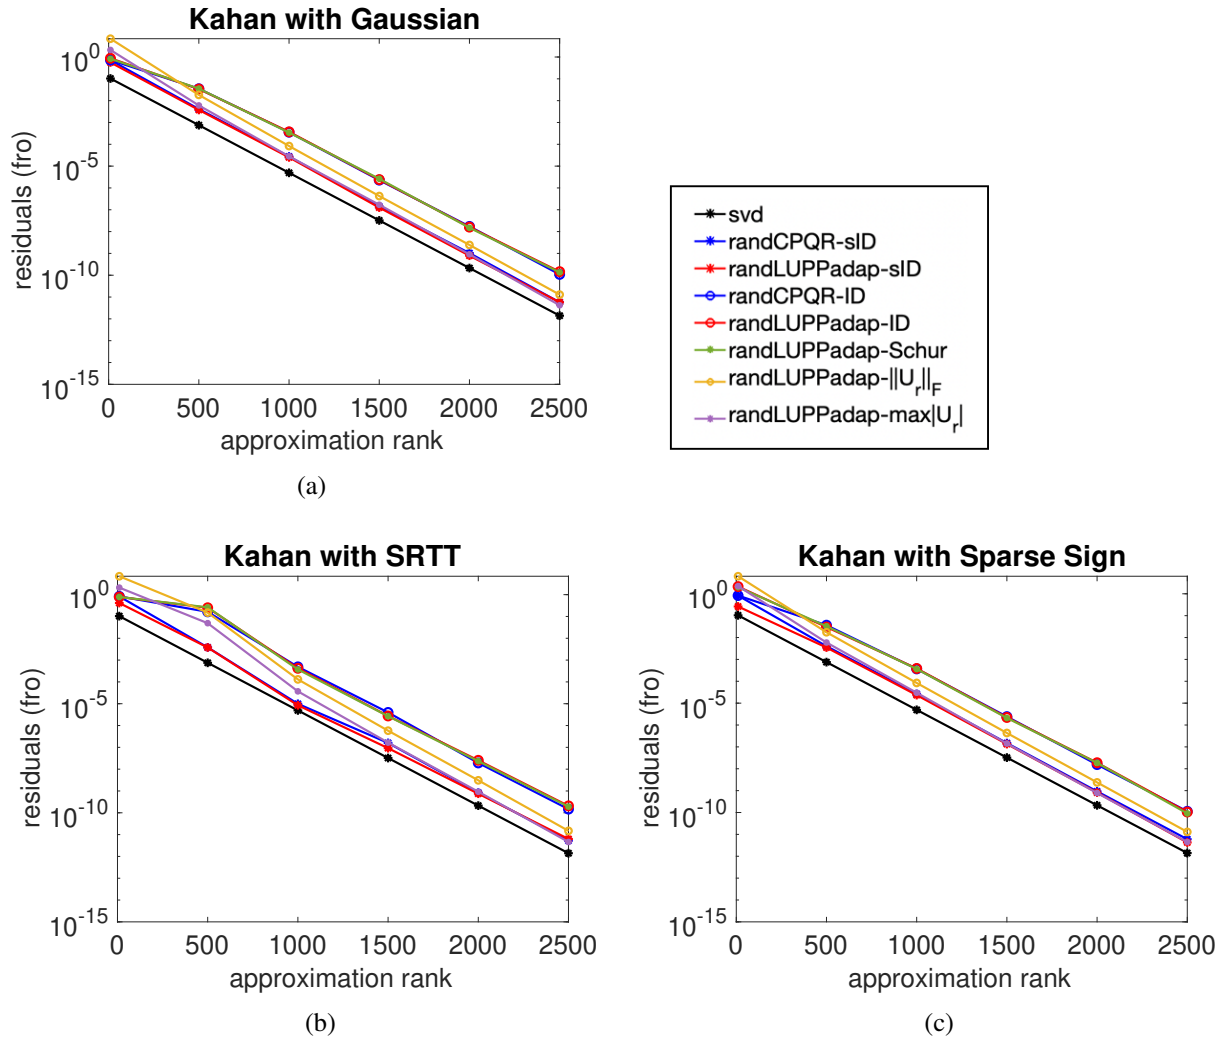 Kahan with Gaussian
10^0
10^-5
10^-10
10^-15
residuals (fro)
0 500 1000 1500 2000 2500
approximation rank
(a)
svd
randCPQR-sID
randLUPPadap-sID
randCPQR-ID
randLUPPadap-ID
randLUPPadap-Schur
randLUPPadap-||U_r||_F
randLUPPadap-max|U_r|
Kahan with SRTT
10^0
10^-5
10^-10
10^-15
residuals (fro)
0 500 1000 1500 2000 2500
approximation rank
(b)
Kahan with Sparse Sign
10^0
10^-5
10^-10
10^-15
residuals (fro)
0 500 1000 1500 2000 2500
approximation rank
(c)